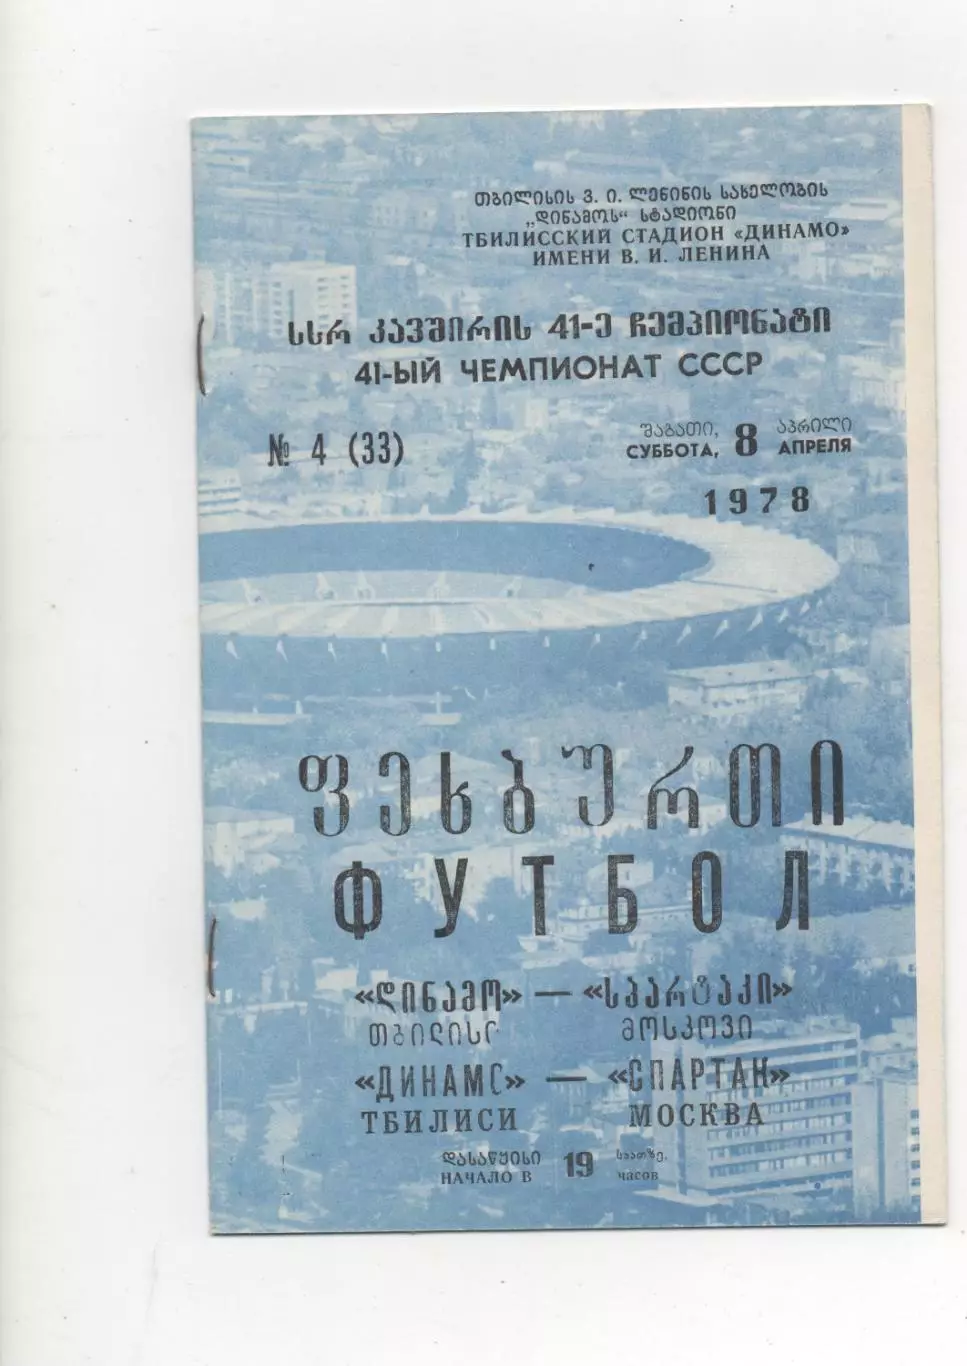 თბილისის ვ. ი. ლენინის სახელობის
„დინამოს“ სტადიონი
ТБИЛИССКИЙ СТАДИОН «ДИНАМО»
ИМЕНИ В. И. ЛЕНИНА
სსრ კავშირის 41-ე ჩემპიონატი
41-ЫЙ ЧЕМПИОНАТ СССР
№ 4 (33)
შაბათი, 8 აპრილი
СУББОТА, 8 АПРЕЛЯ
1978
ფეხბურთი
ФУТБОЛ
«დინამო» — «სპარტაკი»
თბილისი მოსკოვი
«ДИНАМО» — «СПАРТАК»
ТБИЛИСИ МОСКВА
დასაწყისი 19 საათზე.
НАЧАЛО В 19 часов